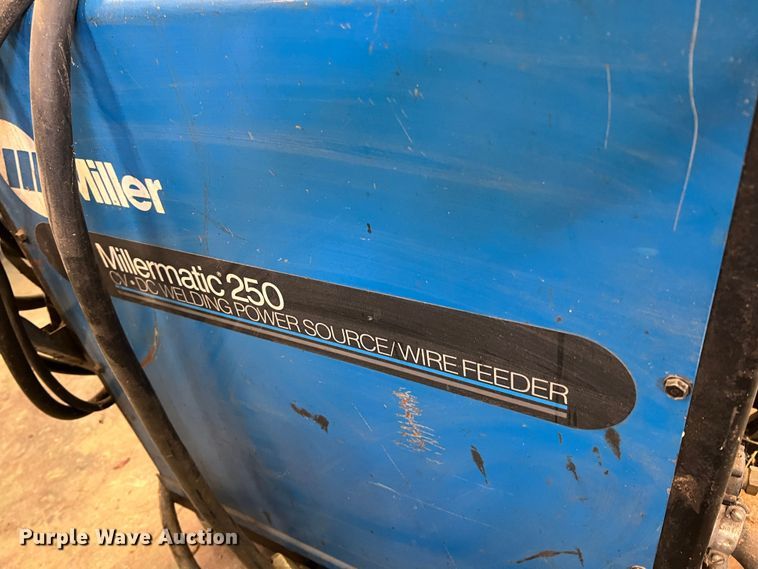 Miller
Millermatic® 250
CV•DC WELDING POWER SOURCE/WIRE FEEDER
Purple Wave Auction